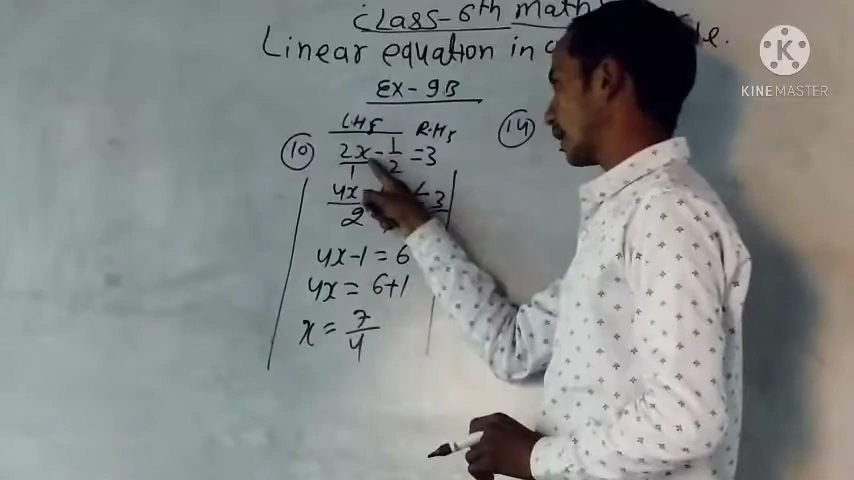 CLASS-6th Math
Linear equation in
EX-9B
L.H.S R.H.S
10 2x/1 - 1/2 = 3
14
4x/2 3
4x-1=6
4x= 6+1
x= 7/4
K
KINEMASTER